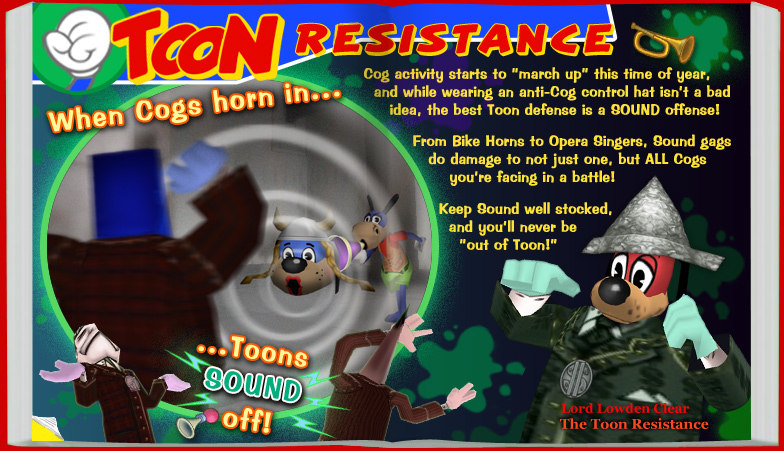 TOON RESISTANCE
Cog activity starts to "march up" this time of year,
and while wearing an anti-Cog control hat isn't a bad
idea, the best Toon defense is a SOUND offense!
When Cogs horn in...
From Bike Horns to Opera Singers, Sound gags
do damage to not just one, but ALL Cogs
you're facing in a battle!
Keep Sound well stocked,
and you'll never be
"out of Toon!"
...Toons
SOUND
off!
Lord Lowden Clear
The Toon Resistance